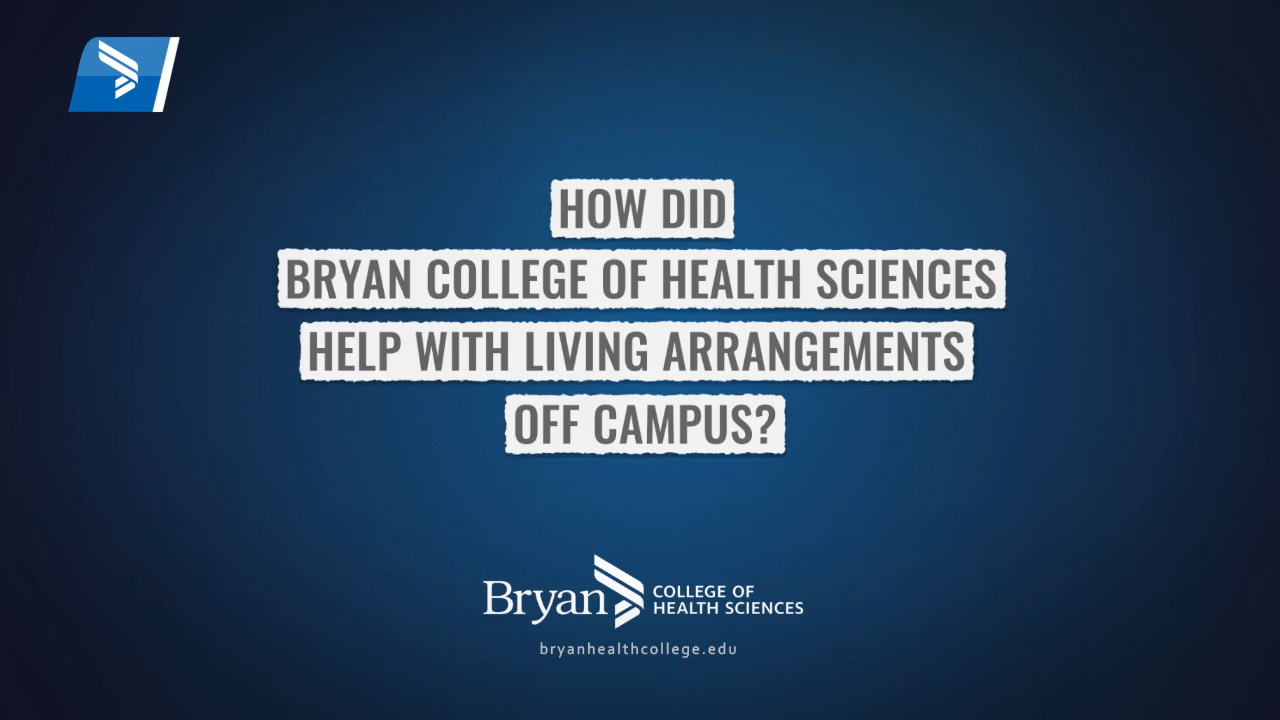 HOW DID
BRYAN COLLEGE OF HEALTH SCIENCES
HELP WITH LIVING ARRANGEMENTS
OFF CAMPUS?
Bryan COLLEGE OF
HEALTH SCIENCES
bryanhealthcollege.edu